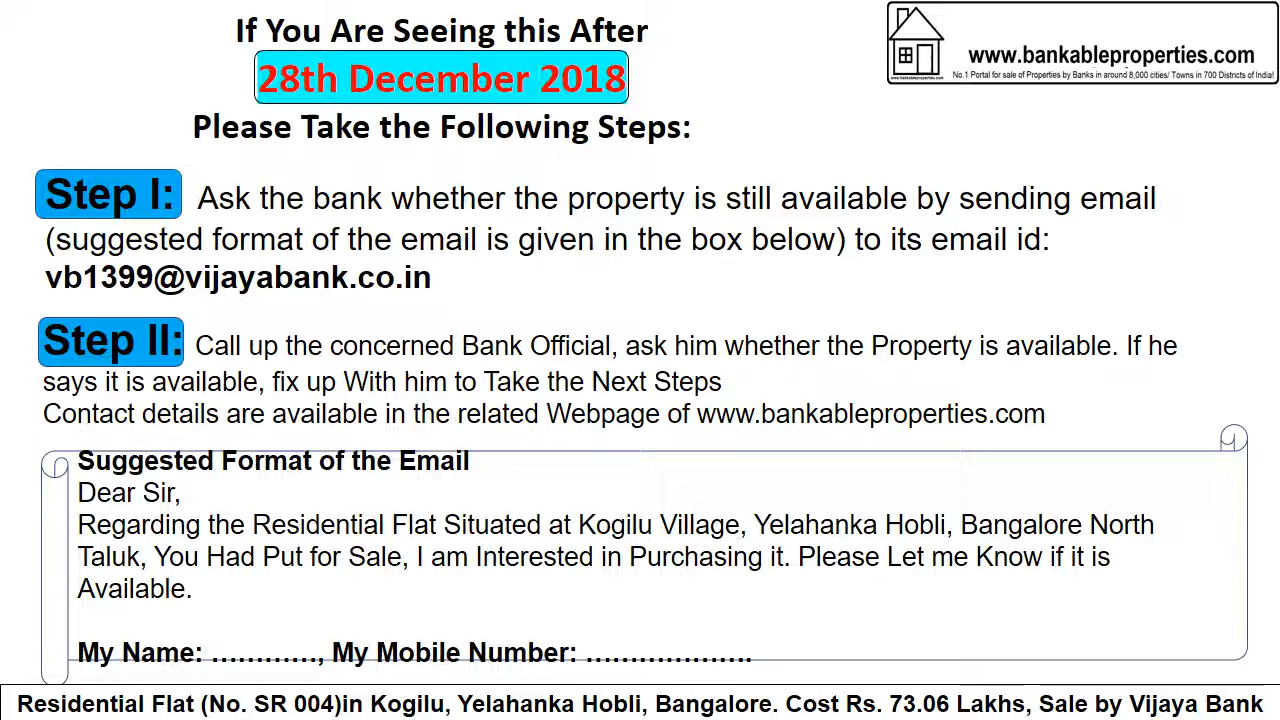 If You Are Seeing this After
28th December 2018
Please Take the Following Steps:
www.bankableproperties.com
No.1 Portal for sale of Properties by Banks in around 8,000 cities/ Towns in 700 Districts of India!
Step I: Ask the bank whether the property is still available by sending email
(suggested format of the email is given in the box below) to its email id:
vb1399@vijayabank.co.in
Step II: Call up the concerned Bank Official, ask him whether the Property is available. If he
says it is available, fix up With him to Take the Next Steps
Contact details are available in the related Webpage of www.bankableproperties.com
Suggested Format of the Email
Dear Sir,
Regarding the Residential Flat Situated at Kogilu Village, Yelahanka Hobli, Bangalore North
Taluk, You Had Put for Sale, I am Interested in Purchasing it. Please Let me Know if it is
Available.
My Name: …………, My Mobile Number: ……………….
Residential Flat (No. SR 004)in Kogilu, Yelahanka Hobli, Bangalore. Cost Rs. 73.06 Lakhs, Sale by Vijaya Bank